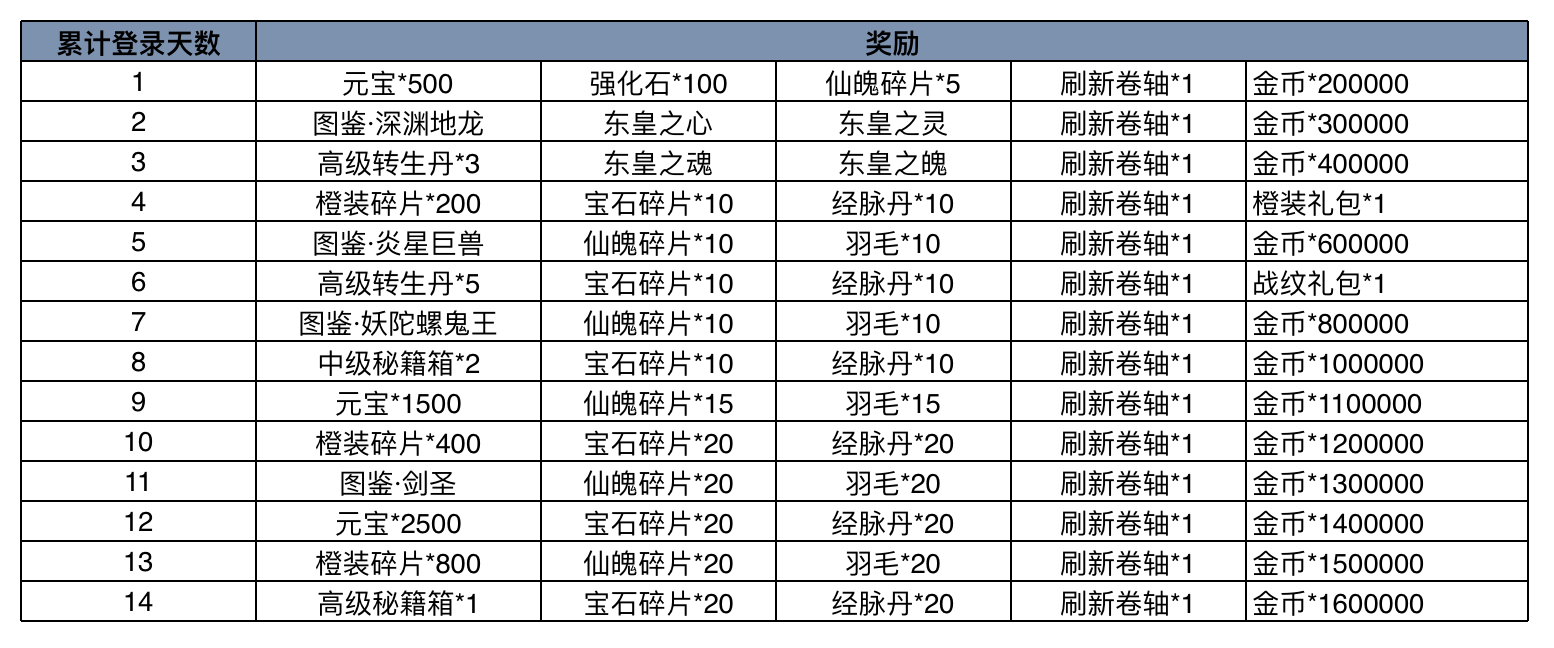 累计登录天数 奖励
1 元宝*500 强化石*100 仙魄碎片*5 刷新卷轴*1 金币*200000
2 图鉴·深渊地龙 东皇之心 东皇之灵 刷新卷轴*1 金币*300000
3 高级转生丹*3 东皇之魂 东皇之魄 刷新卷轴*1 金币*400000
4 橙装碎片*200 宝石碎片*10 经脉丹*10 刷新卷轴*1 橙装礼包*1
5 图鉴·炎星巨兽 仙魄碎片*10 羽毛*10 刷新卷轴*1 金币*600000
6 高级转生丹*5 宝石碎片*10 经脉丹*10 刷新卷轴*1 战纹礼包*1
7 图鉴·妖陀螺鬼王 仙魄碎片*10 羽毛*10 刷新卷轴*1 金币*800000
8 中级秘籍箱*2 宝石碎片*10 经脉丹*10 刷新卷轴*1 金币*1000000
9 元宝*1500 仙魄碎片*15 羽毛*15 刷新卷轴*1 金币*1100000
10 橙装碎片*400 宝石碎片*20 经脉丹*20 刷新卷轴*1 金币*1200000
11 图鉴·剑圣 仙魄碎片*20 羽毛*20 刷新卷轴*1 金币*1300000
12 元宝*2500 宝石碎片*20 经脉丹*20 刷新卷轴*1 金币*1400000
13 橙装碎片*800 仙魄碎片*20 羽毛*20 刷新卷轴*1 金币*1500000
14 高级秘籍箱*1 宝石碎片*20 经脉丹*20 刷新卷轴*1 金币*1600000